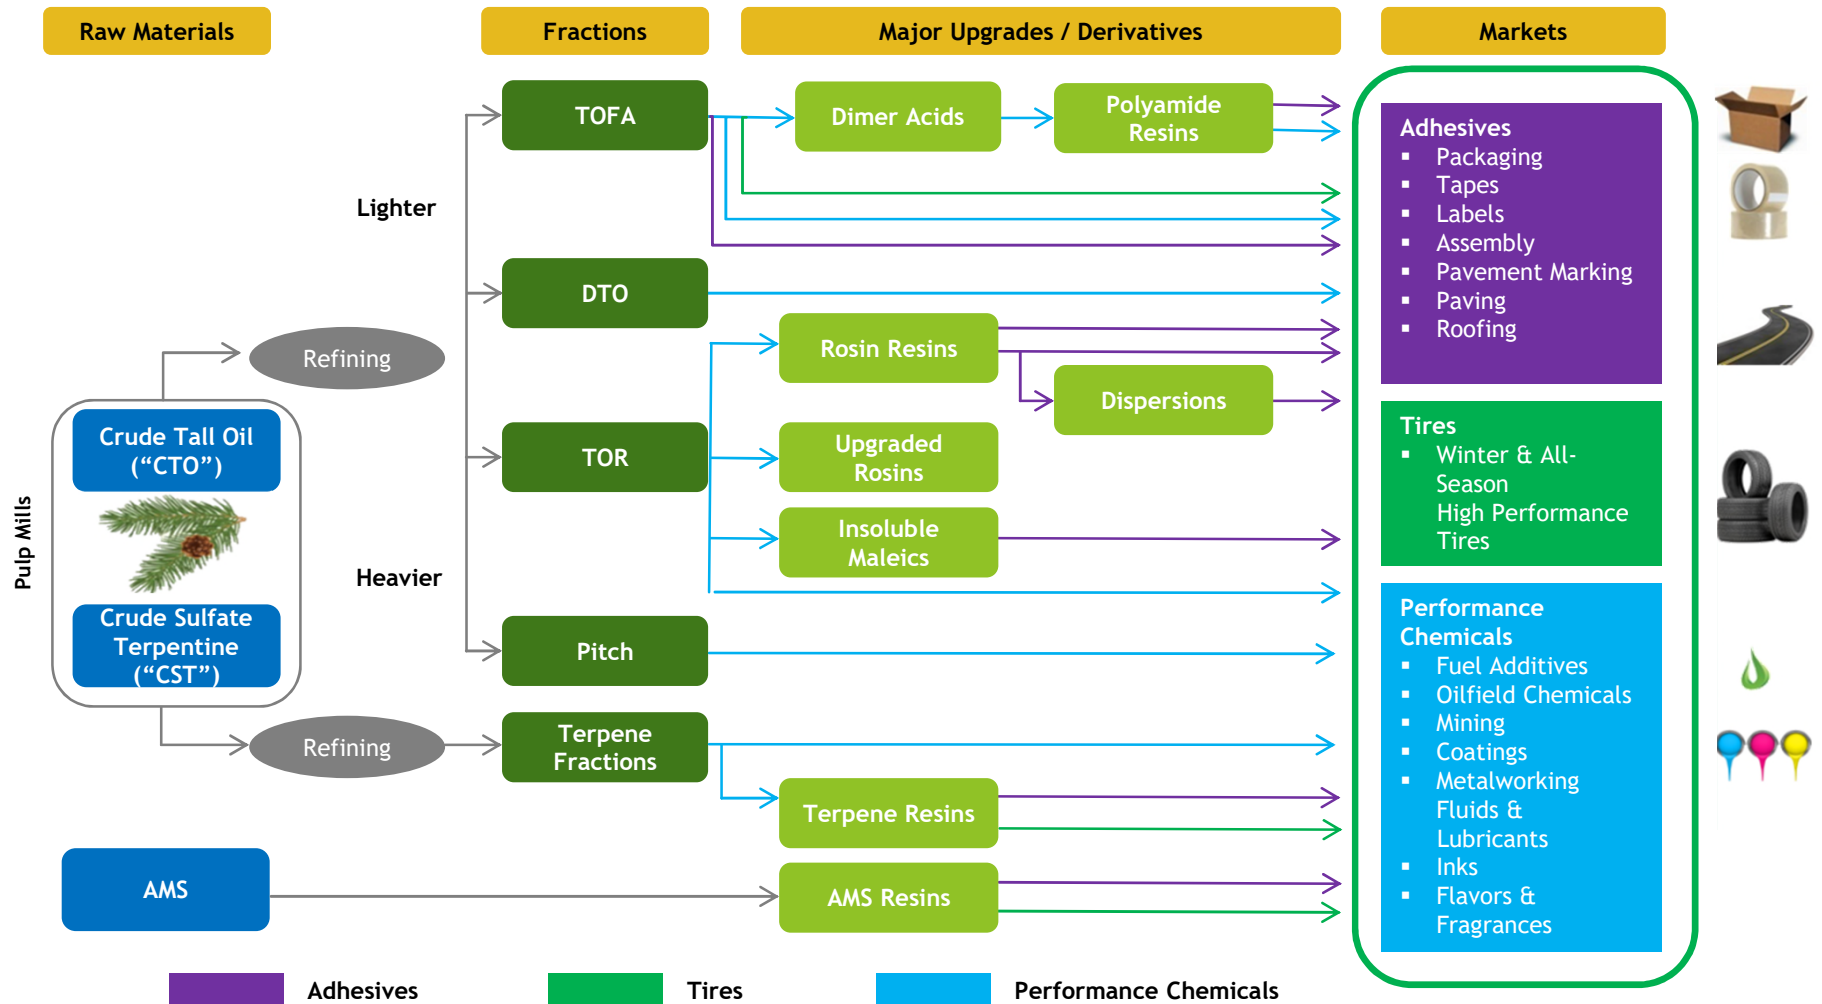 Raw Materials
Fractions
Major Upgrades / Derivatives
Markets
TOFA
Dimer Acids
Polyamide
Resins
Lighter
DTO
Refining
Rosin Resins
Dispersions
TOR
Upgraded
Rosins
Insoluble
Maleics
Heavier
Pitch
Pulp Mills
Crude Tall Oil
(“CTO”)
Crude Sulfate
Terpentine
(“CST”)
Refining
Terpene
Fractions
Terpene Resins
AMS
AMS Resins
Adhesives
▪ Packaging
▪ Tapes
▪ Labels
▪ Assembly
▪ Pavement Marking
▪ Paving
▪ Roofing
Tires
▪ Winter & All-
Season
High Performance
Tires
Performance
Chemicals
▪ Fuel Additives
▪ Oilfield Chemicals
▪ Mining
▪ Coatings
▪ Metalworking
Fluids &
Lubricants
▪ Inks
▪ Flavors &
Fragrances
Adhesives
Tires
Performance Chemicals